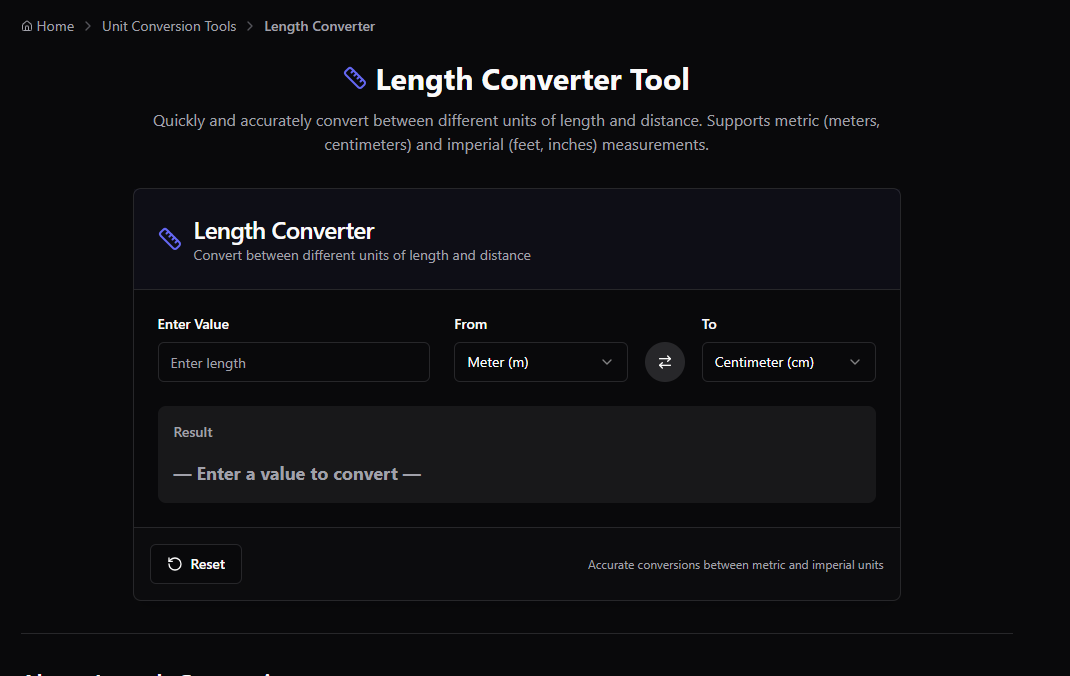 Home > Unit Conversion Tools > Length Converter
Length Converter Tool
Quickly and accurately convert between different units of length and distance. Supports metric (meters,
centimeters) and imperial (feet, inches) measurements.
Length Converter
Convert between different units of length and distance
Enter Value
From
To
Enter length
Meter (m)
Centimeter (cm)
Result
— Enter a value to convert —
Reset
Accurate conversions between metric and imperial units